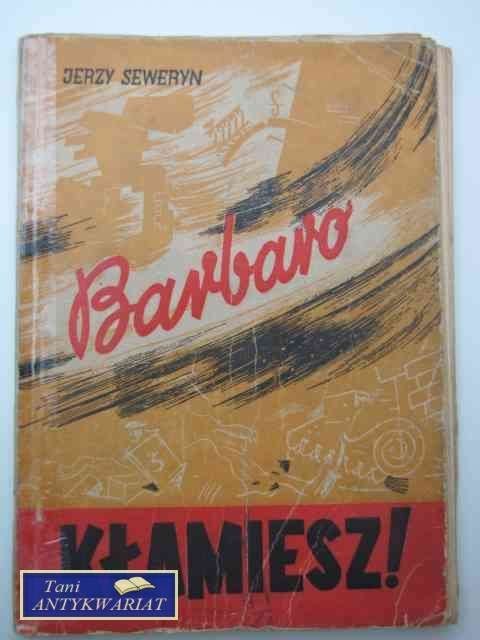 JERZY SEWERYN
Barbaro
KŁAMIESZ!
Tani
ANTYKWARIAT